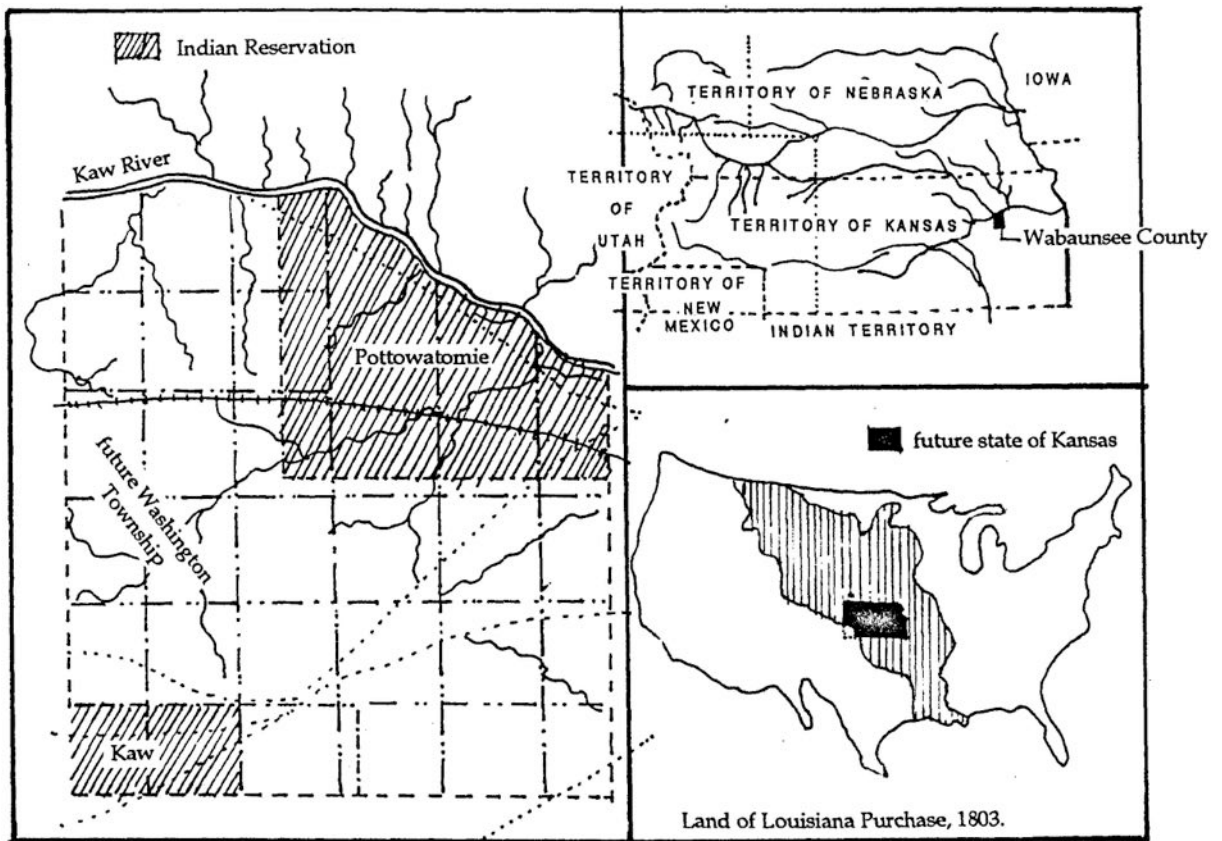 Indian Reservation
Kaw River
Pottowatomie
future Washington
Township
Kaw
TERRITORY OF NEBRASKA
IOWA
TERRITORY
OF
UTAH
TERRITORY OF KANSAS
Wabaunsee County
TERRITORY OF
NEW
MEXICO
INDIAN TERRITORY
future state of Kansas
Land of Louisiana Purchase, 1803.